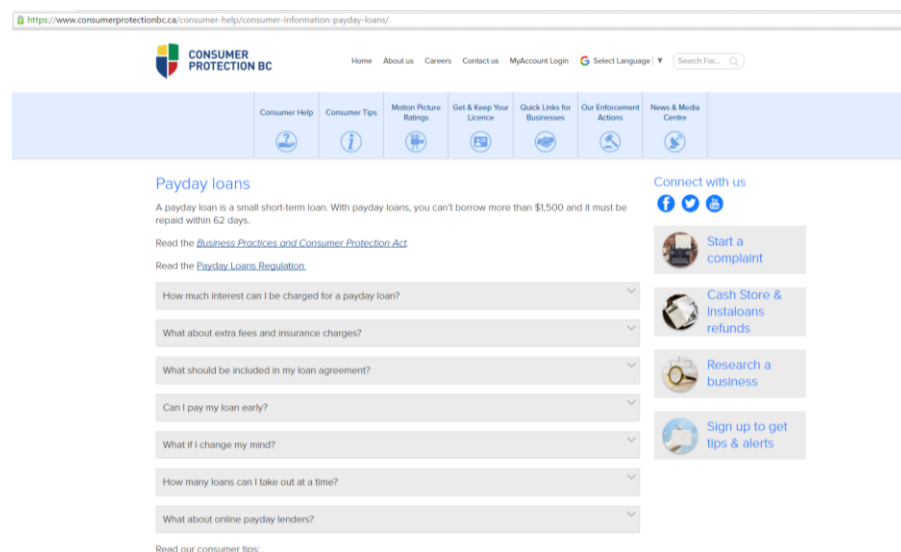 https://www.consumerprotectionbc.ca/consumer-help/consumer-information-payday-loans/
CONSUMER
PROTECTION BC
Home About us Careers Contact us MyAccount Login G Select Language | ▼ Search For...
Consumer Help
Consumer Tips
Motion Picture
Ratings
Get & Keep Your
Licence
Quick Links for
Businesses
Our Enforcement
Actions
News & Media
Centre
Payday loans
A payday loan is a small short-term loan. With payday loans, you can't borrow more than $1,500 and it must be
repaid within 62 days.
Read the Business Practices and Consumer Protection Act.
Read the Payday Loans Regulation.
How much interest can I be charged for a payday loan?
What about extra fees and insurance charges?
What should be included in my loan agreement?
Can I pay my loan early?
What if I change my mind?
How many loans can I take out at a time?
What about online payday lenders?
Read our consumer tips:
Connect with us
Start a
complaint
Cash Store &
Instaloans
refunds
Research a
business
Sign up to get
tips & alerts